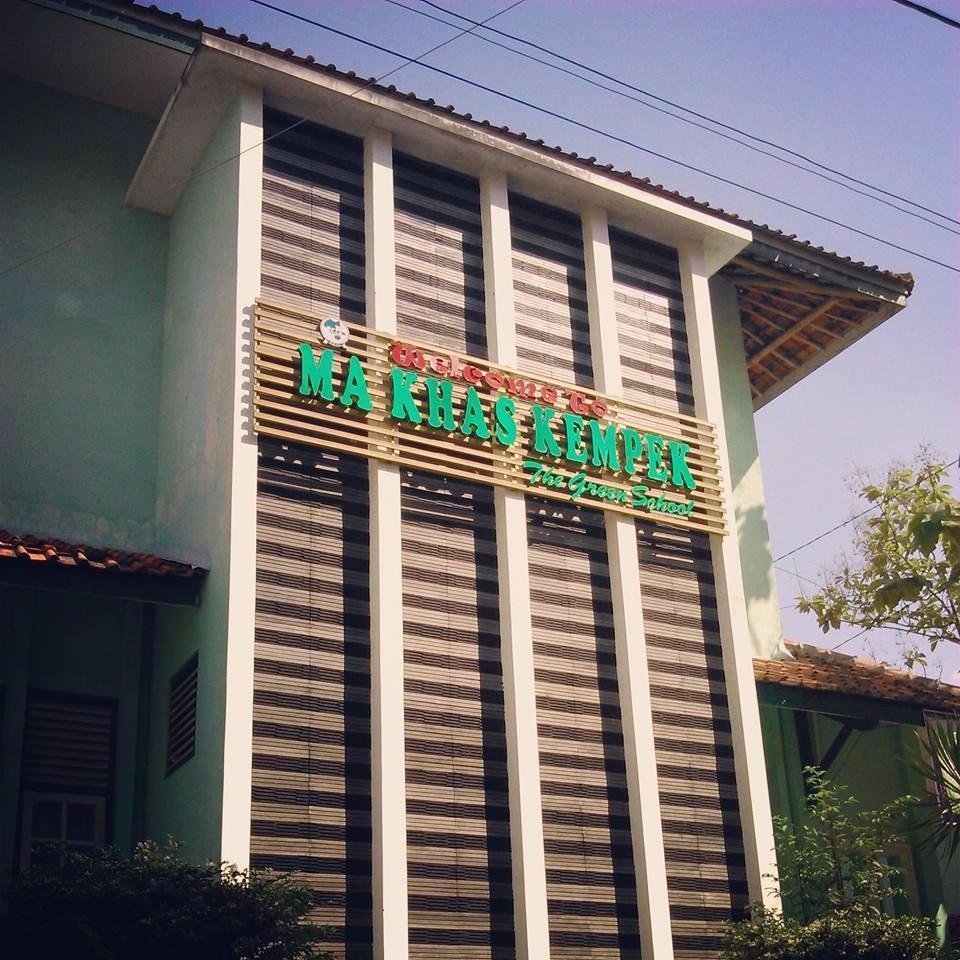 Welcome To
MA KHAS KEMPEK
The Green School